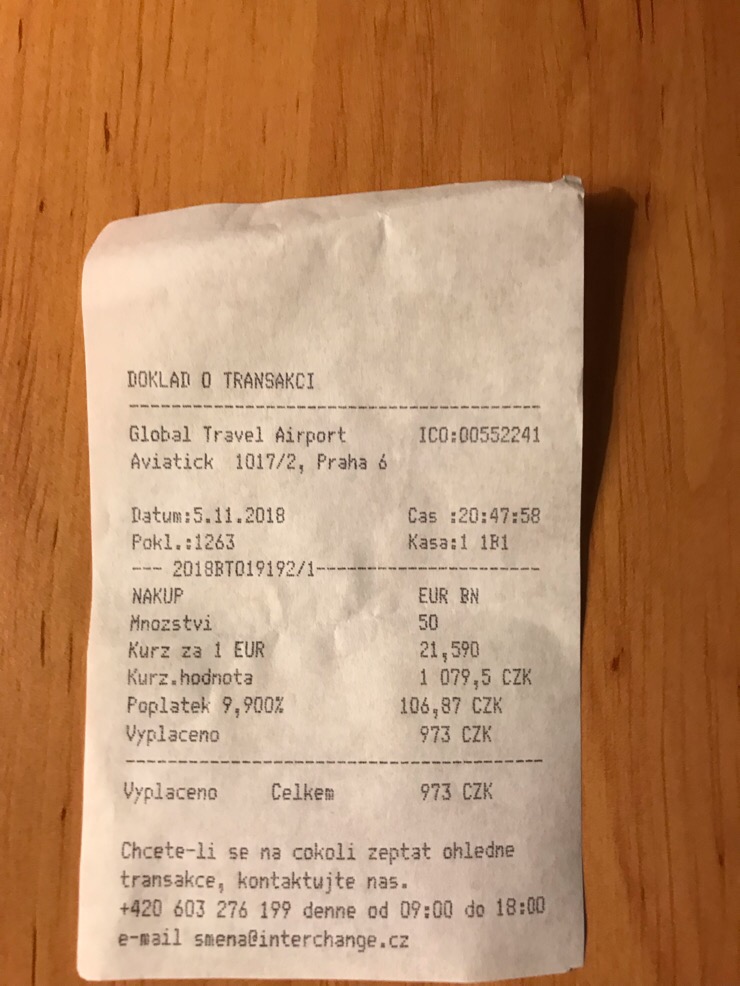 DOKLAD O TRANSAKCI
Global Travel Airport ICO:00552241
Aviatick 1017/2, Praha 6
Datum:5.11.2018 Cas :20:47:58
Pokl.:1263 Kasa:1 1B1
--- 2018BT019192/1----------------------
NAKUP EUR BN
Mnozstvi 50
Kurz za 1 EUR 21,590
Kurz.hodnota 1 079,5 CZK
Poplatek 9,900% 106,87 CZK
Vyplaceno 973 CZK
Vyplaceno Celkem 973 CZK
Chcete-li se na cokoli zeptat ohledne
transakce, kontaktujte nas.
+420 603 276 199 denne od 09:00 do 18:00
e-mail smena@interchange.cz